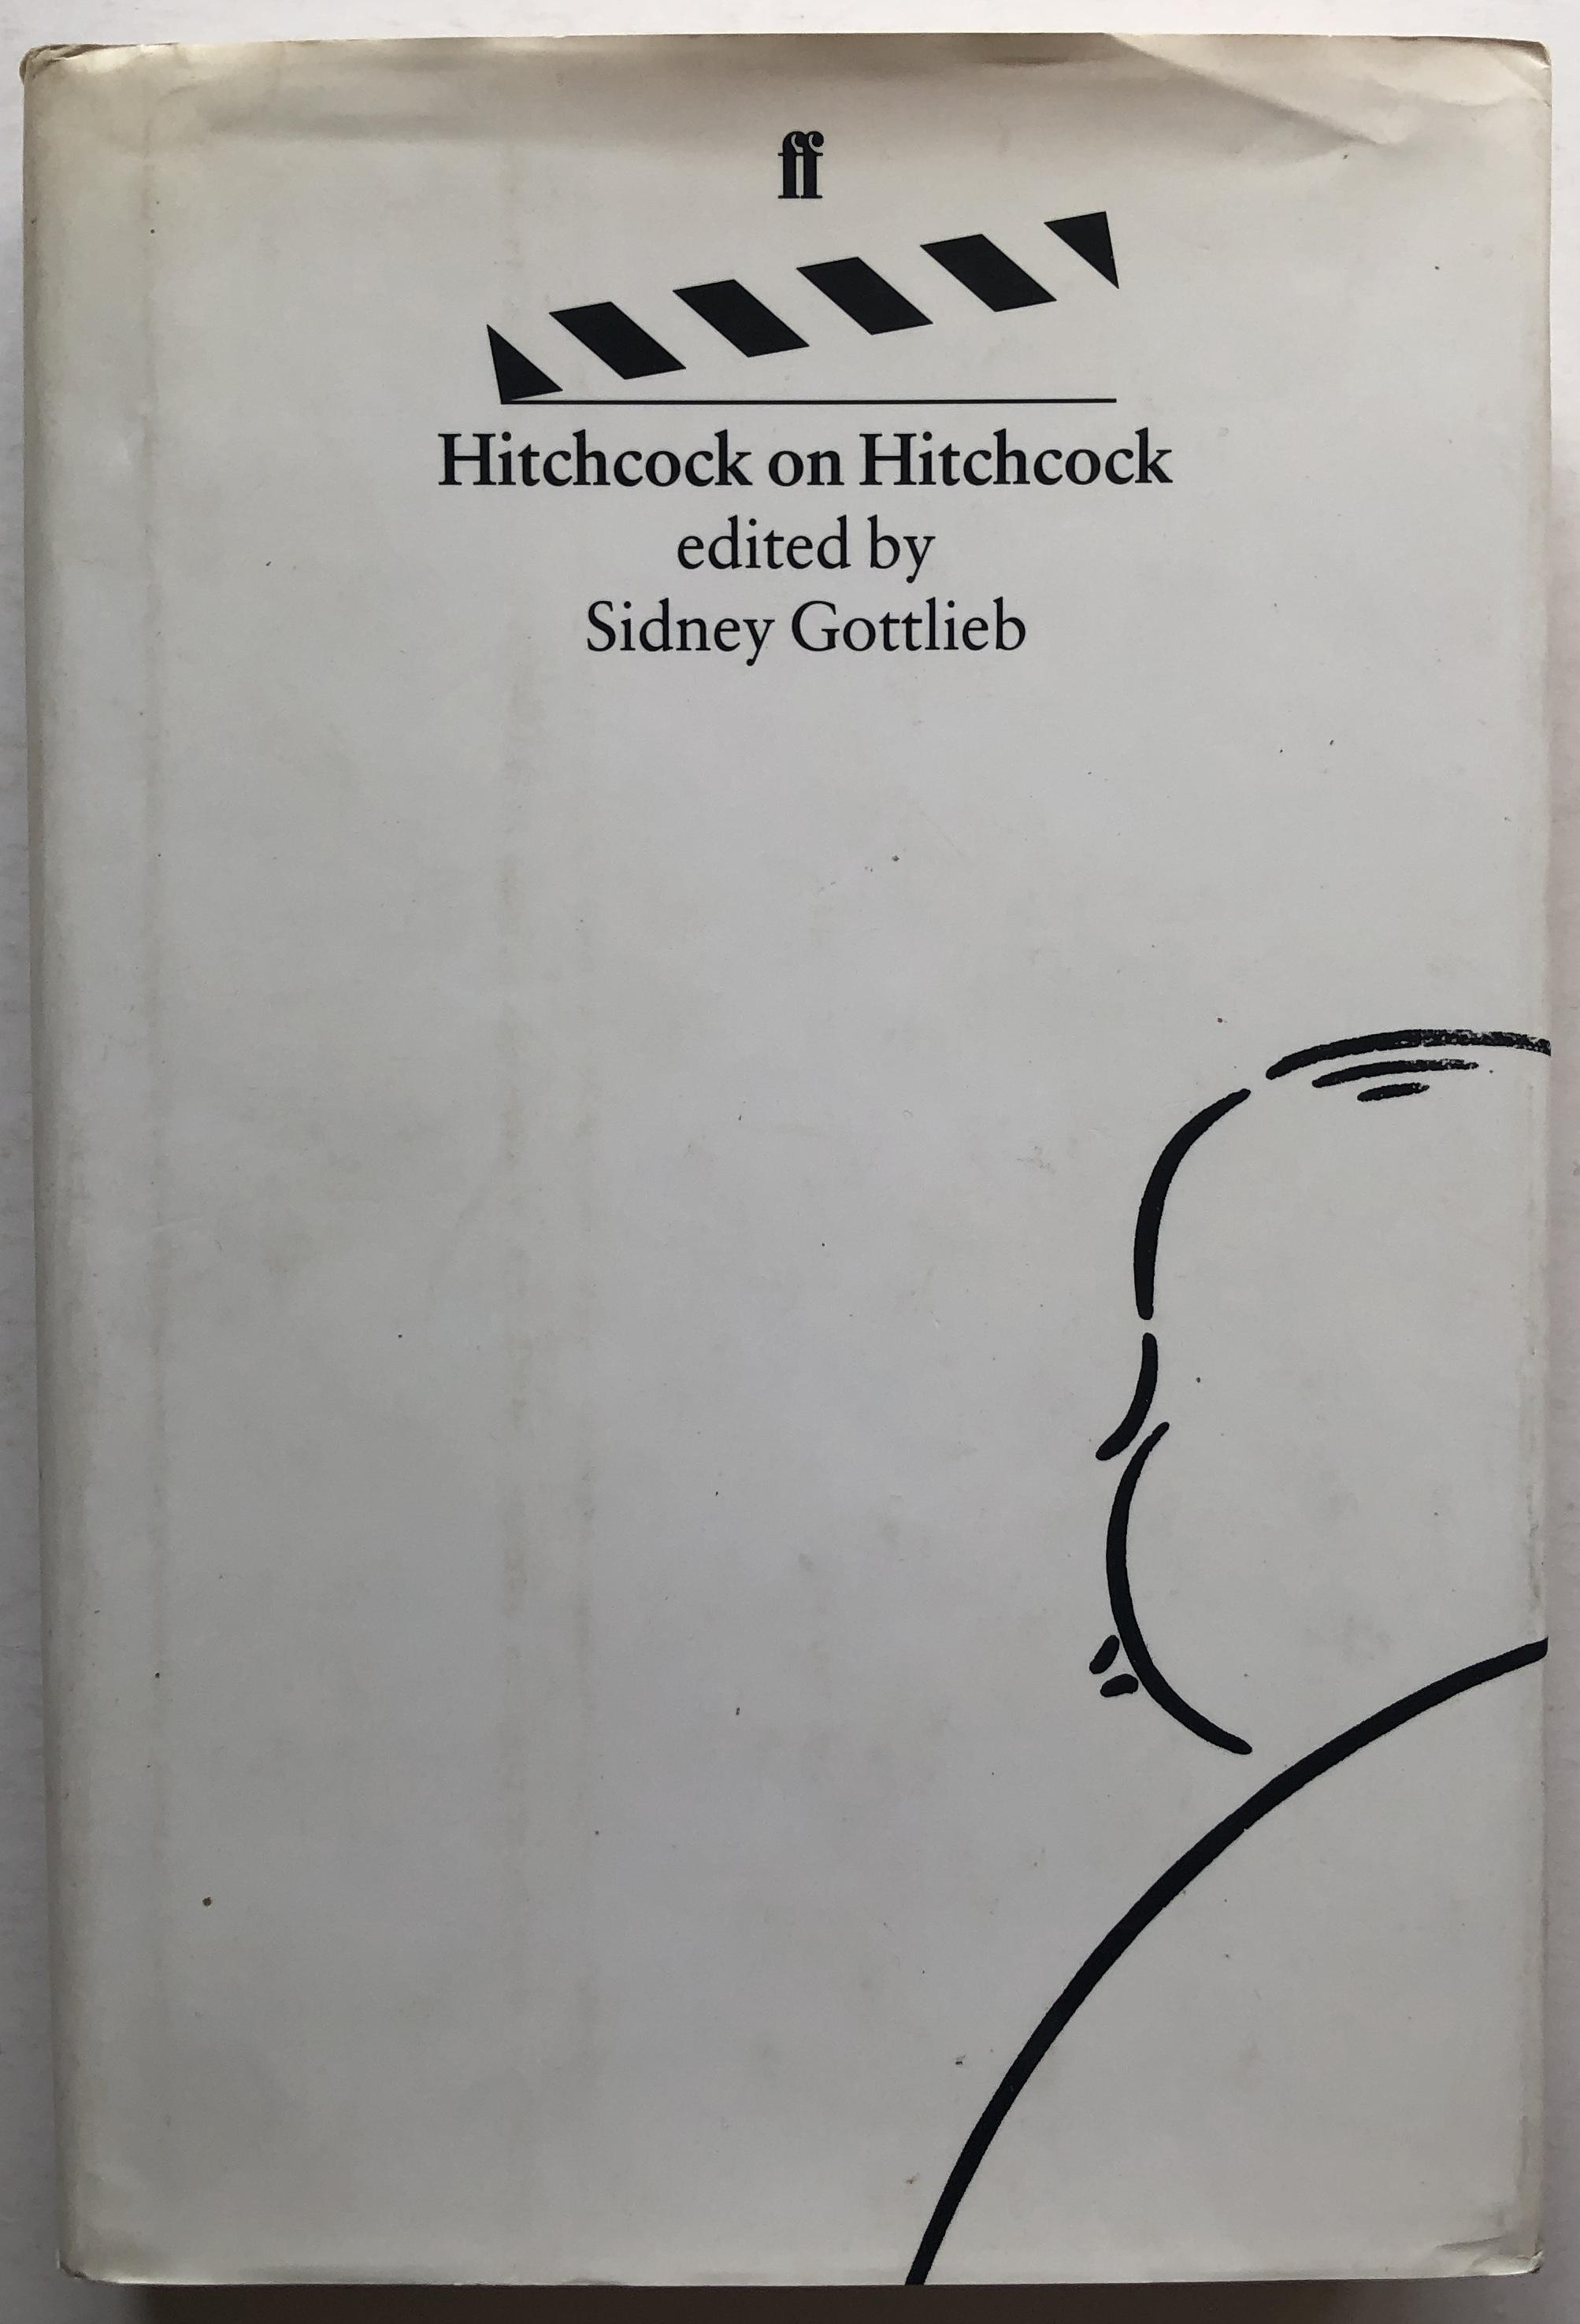 ff
Hitchcock on Hitchcock
edited by
Sidney Gottlieb